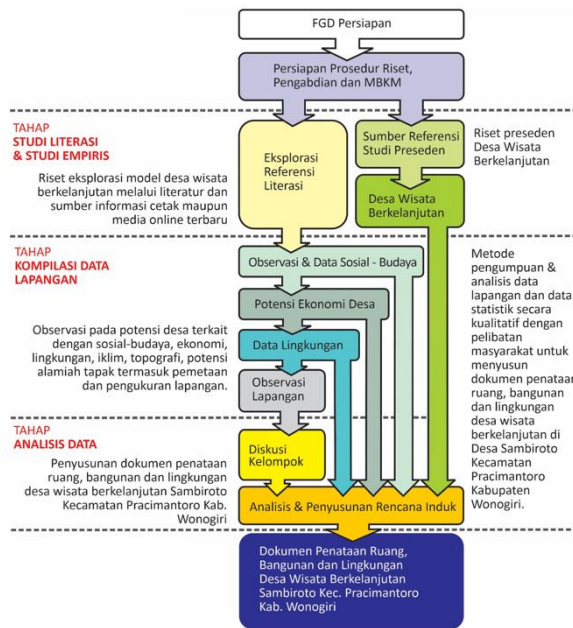 FGD Persiapan
Persiapan Prosedur Riset,
Pengabdian dan MBKM
TAHAP
STUDI LITERASI
& STUDI EMPIRIS
Riset eksplorasi model desa wisata
berkelanjutan melalui literatur dan
sumber informasi cetak maupun
media online terbaru
Eksplorasi
Referensi
Literasi
Sumber Referensi
Studi Preseden
Desa Wisata
Berkelanjutan
Riset preseden
Desa Wisata
Berkelanjutan
TAHAP
KOMPILASI DATA
LAPANGAN
Observasi pada potensi desa terkait
dengan sosial-budaya, ekonomi,
lingkungan, iklim, topografi, potensi
alamiah tapak termasuk pemetaan
dan pengukuran lapangan.
Observasi & Data Sosial - Budaya
Potensi Ekonomi Desa
Data Lingkungan
Observasi
Lapangan
Metode
pengumpuan &
analisis data
lapangan dan data
statistik secara
kualitatif dengan
pelibatan
masyarakat untuk
menyusun
dokumen penataan
ruang, bangunan
dan lingkungan
desa wisata
berkelanjutan di
Desa Sambiroto
Kecamatan
Pracimantoro
Kabupaten
Wonogiri.
TAHAP
ANALISIS DATA
Penyusunan dokumen penataan
ruang, bangunan dan lingkungan
desa wisata berkelanjutan Sambiroto
Kecamatan Pracimantoro Kab.
Wonogiri
Diskusi
Kelompok
Analisis & Penyusunan Rencana Induk
Dokumen Penataan Ruang,
Bangunan dan Lingkungan
Desa Wisata Berkelanjutan
Sambiroto Kec. Pracimantoro
Kab. Wonogiri